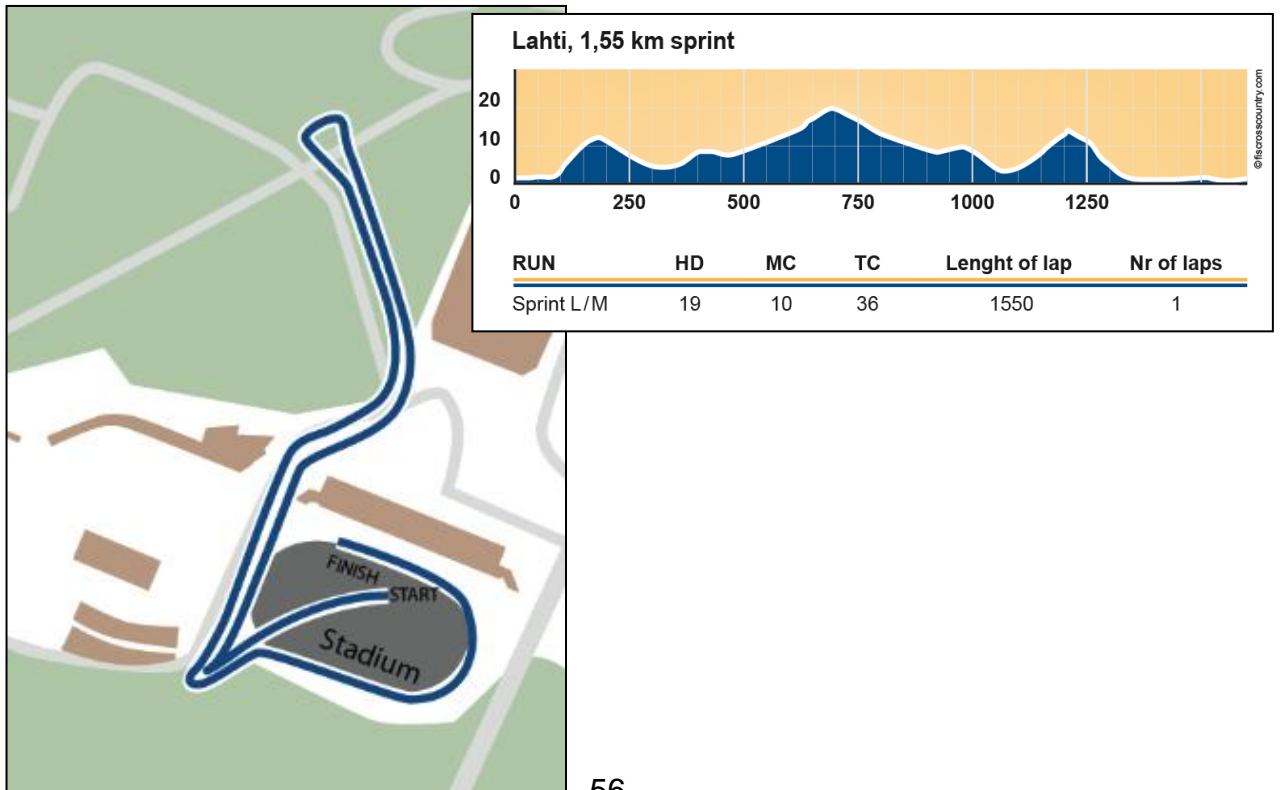 Lahti, 1,55 km sprint
20
10
0
0 250 500 750 1000 1250
©fiscrosscountry.com
RUN HD MC TC Lenght of lap Nr of laps
Sprint L/M 19 10 36 1550 1
FINISH
START
Stadium
56